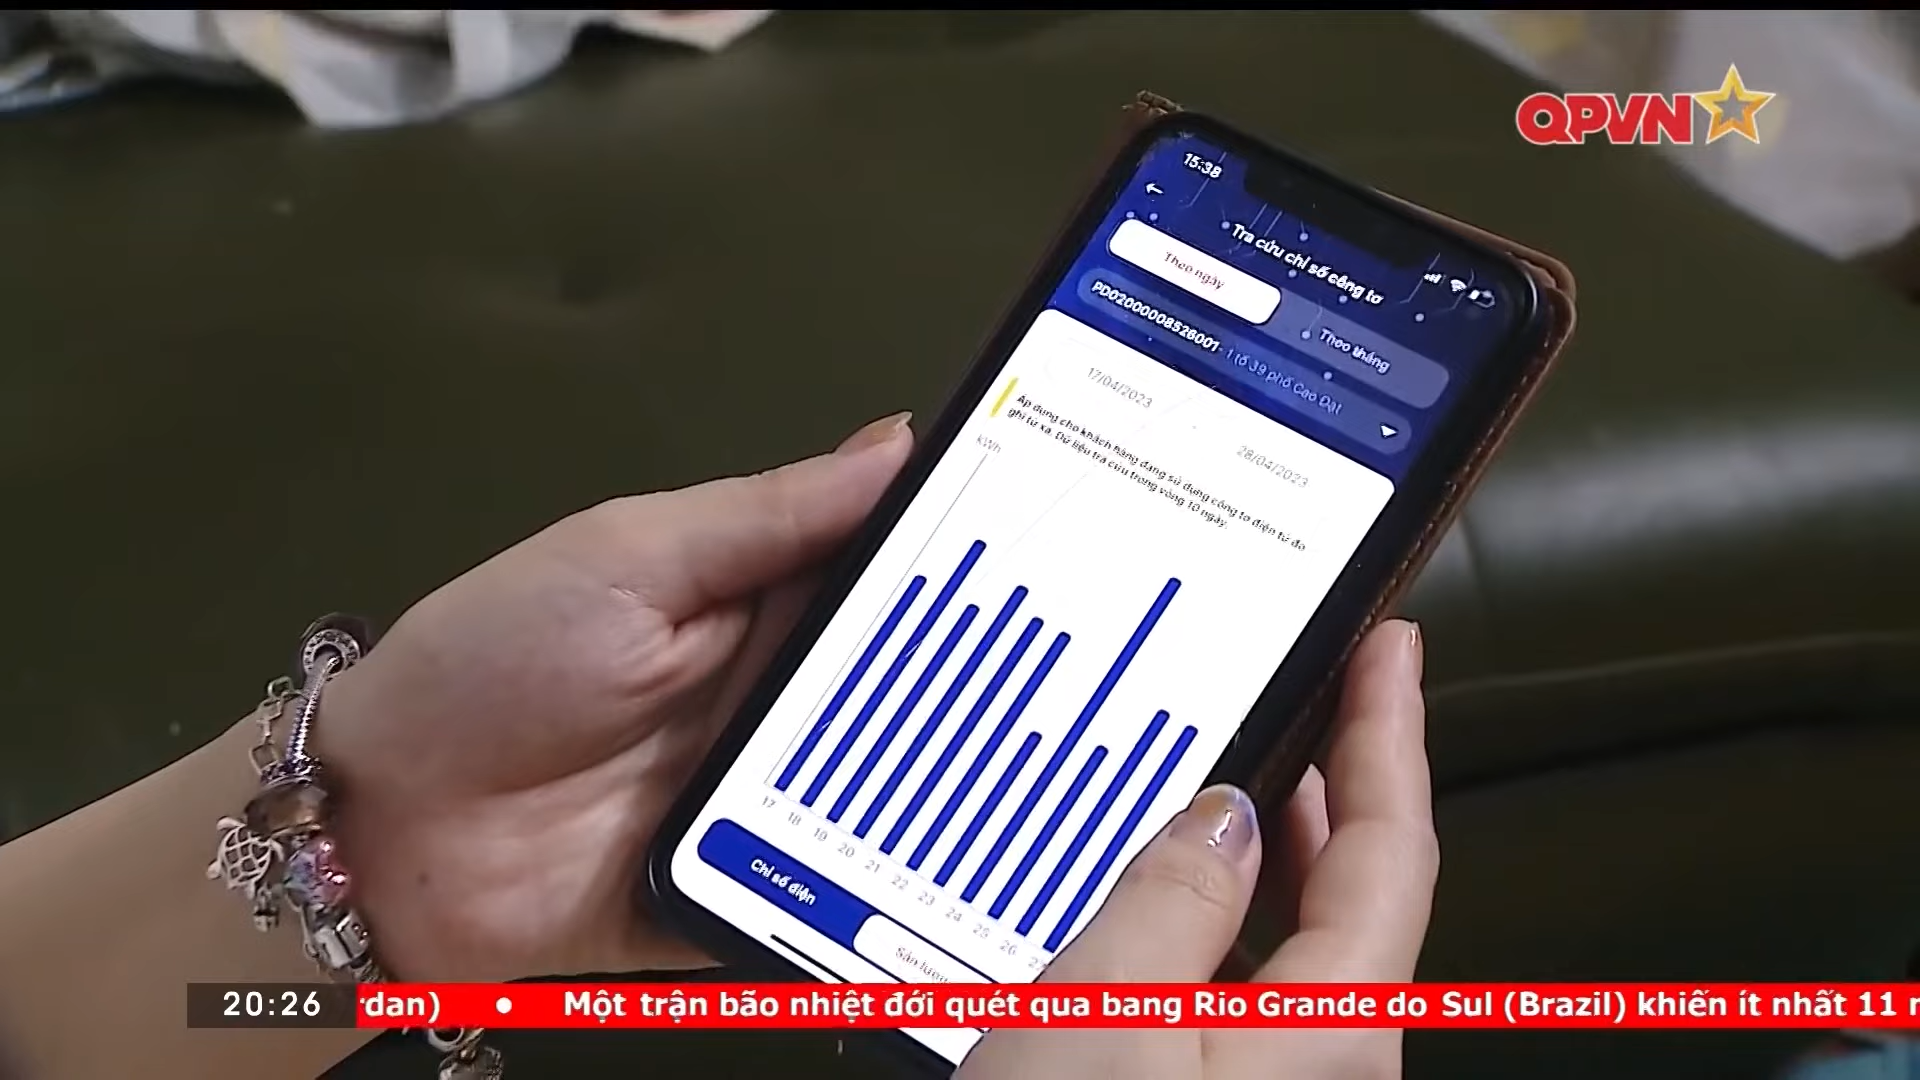 QPVN
15:38
Tra cứu chỉ số công tơ
Theo ngày
Theo tháng
PD02000008526001 - 1 tổ 39 phố Cao Đạt
17/04/2023
28/04/2023
Áp dụng cho khách hàng đang sử dụng công tơ điện tử đo
ghi từ xa. Dữ liệu tra cứu trong vòng 10 ngày.
kWh
17 18 19 20 21 22 23 24 25 26
Chỉ số điện
Sản lượng
20:26
dan) • Một trận bão nhiệt đới quét qua bang Rio Grande do Sul (Brazil) khiến ít nhất 11